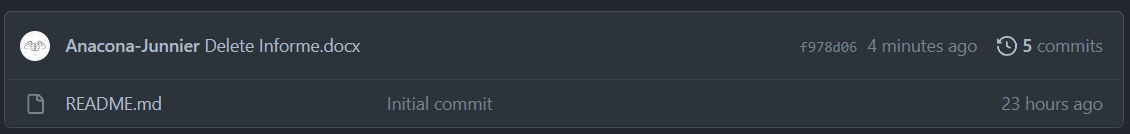 Anacona-Junnier Delete Informe.docx f978d06 4 minutes ago 5 commits
README.md Initial commit 23 hours ago